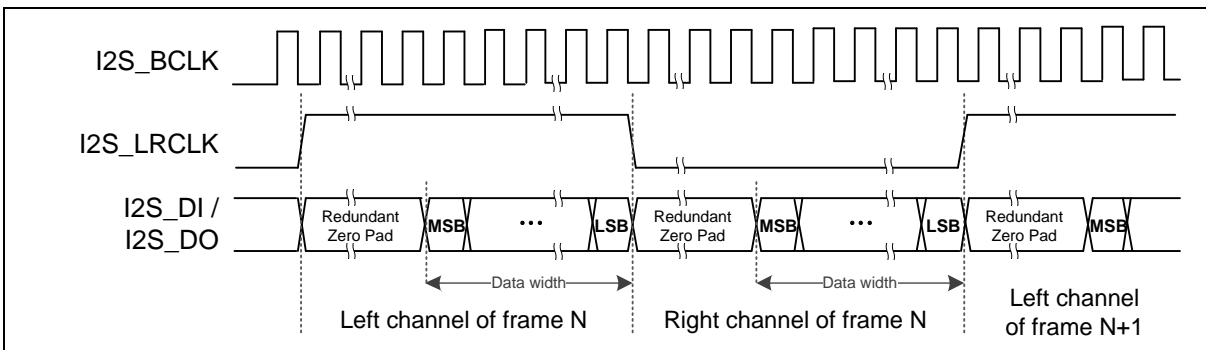 I2S_BCLK
I2S_LRCLK
I2S_DI /
I2S_DO
Redundant
Zero Pad
MSB
...
LSB
Redundant
Zero Pad
MSB
...
LSB
Redundant
Zero Pad
MSB
Data width
Data width
Left channel of frame N
Right channel of frame N
Left channel
of frame N+1